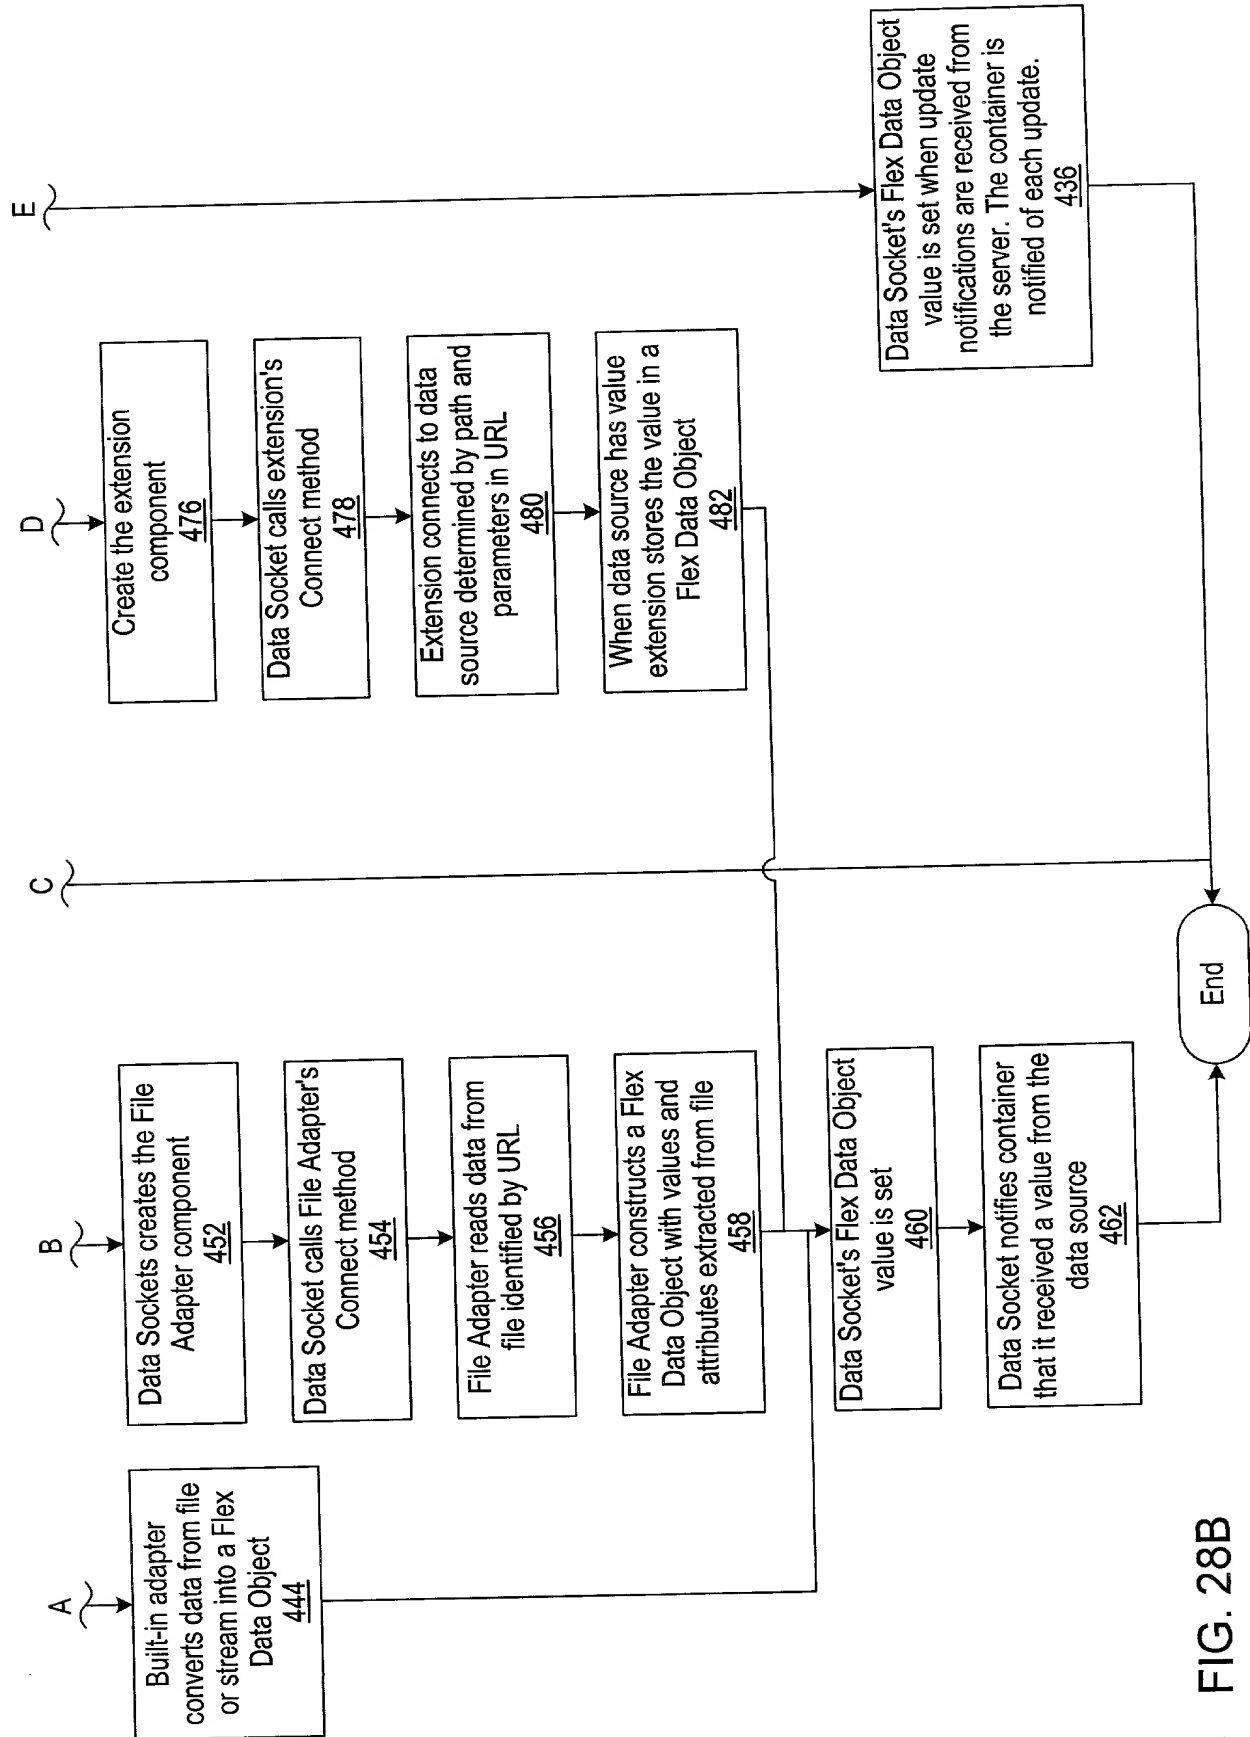 A
Built-in adapter
converts data from file
or stream into a Flex
Data Object
444
B
Data Sockets creates the File
Adapter component
452
Data Socket calls File Adapter's
Connect method
454
File Adapter reads data from
file identified by URL
456
File Adapter constructs a Flex
Data Object with values and
attributes extracted from file
458
Data Socket's Flex Data Object
value is set
460
Data Socket notifies container
that it received a value from the
data source
462
C
End
D
Create the extension
component
476
Data Socket calls extension's
Connect method
478
Extension connects to data
source determined by path and
parameters in URL
480
When data source has value
extension stores the value in a
Flex Data Object
482
E
Data Socket's Flex Data Object
value is set when update
notifications are received from
the server. The container is
notified of each update.
436
FIG. 28B